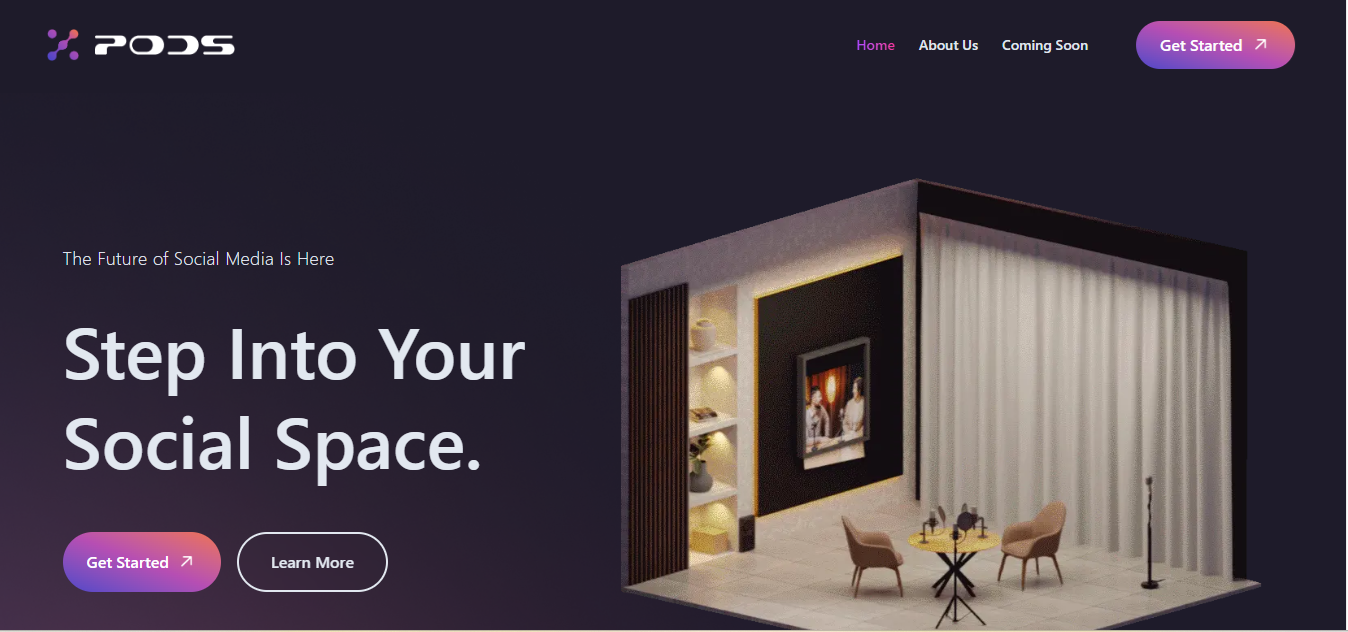 PODS
Home
About Us
Coming Soon
Get Started
The Future of Social Media Is Here
Step Into Your
Social Space.
Get Started
Learn More